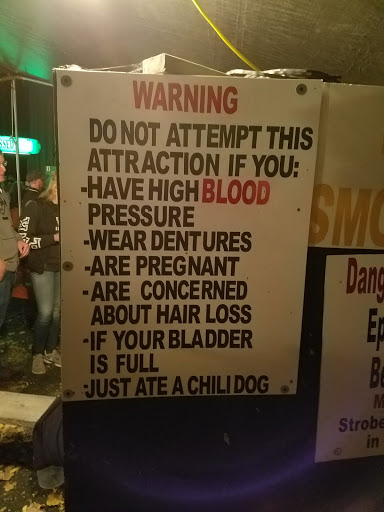 WARNING
DO NOT ATTEMPT THIS
ATTRACTION IF YOU:
-HAVE HIGH BLOOD
PRESSURE
-WEAR DENTURES
-ARE PREGNANT
-ARE CONCERNED
ABOUT HAIR LOSS
-IF YOUR BLADDER
IS FULL
-JUST ATE A CHILI DOG
SMO
Dang
Ep
Be
M
Strobe
in